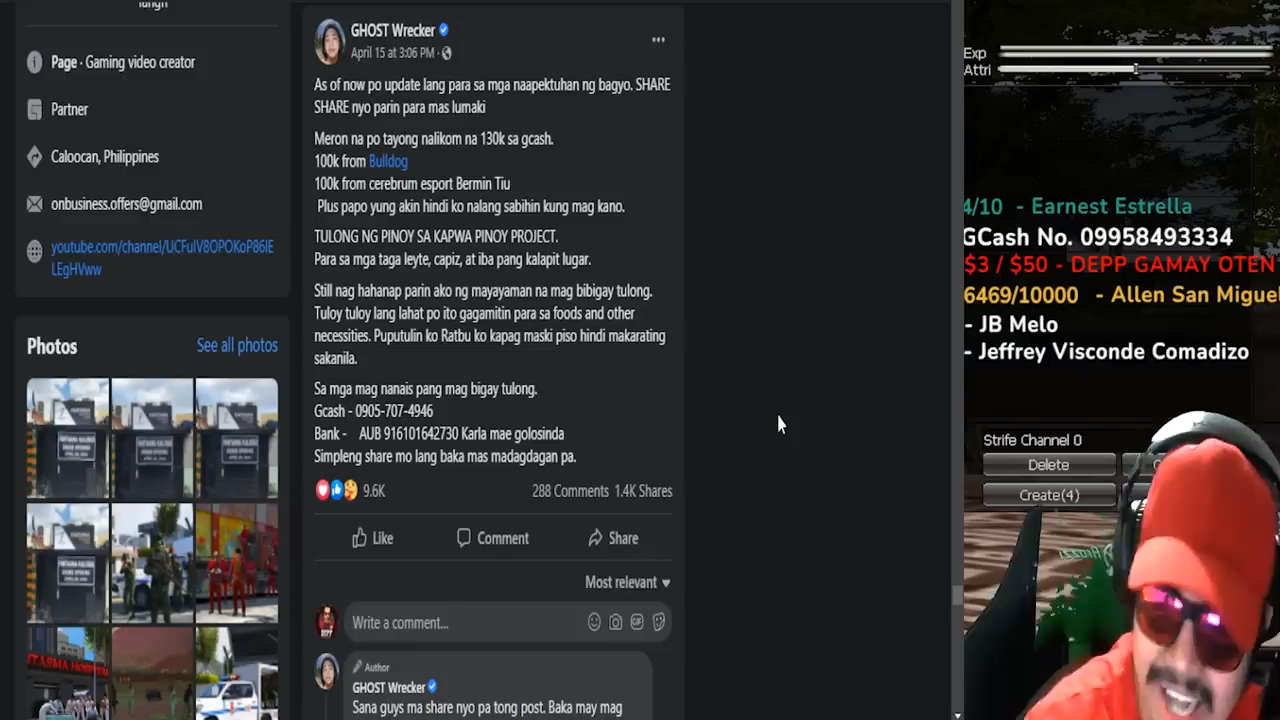 Page · Gaming video creator
Partner
Caloocan, Philippines
onbusiness.offers@gmail.com
youtube.com/channel/UCFulV8OPOKoP86IE
LEgHVww
Photos
See all photos
FANTASMA HOSPITAL
GHOST Wrecker
April 15 at 3:06 PM ·
As of now po update lang para sa mga naapektuhan ng bagyo. SHARE
SHARE nyo parin para mas lumaki
Meron na po tayong nalikom na 130k sa gcash.
100k from Bulldog
100k from cerebrum esport Bermin Tiu
Plus papo yung akin hindi ko nalang sabihin kung mag kano.
TULONG NG PINOY SA KAPWA PINOY PROJECT.
Para sa mga taga leyte, capiz, at iba pang kalapit lugar.
Still nag hahanap parin ako ng mayayaman na mag bibigay tulong.
Tuloy tuloy lang lahat po ito gagamitin para sa foods and other
necessities. Puputulin ko Ratbu ko kapag maski piso hindi makarating
sakanila.
Sa mga mag nanais pang mag bigay tulong.
Gcash - 0905-707-4946
Bank - AUB 916101642730 Karla mae golosinda
Simpleng share mo lang baka mas madagdagan pa.
9.6K
288 Comments 1.4K Shares
Like
Comment
Share
Most relevant
Write a comment...
Author
GHOST Wrecker
Sana guys ma share nyo pa tong post. Baka may mag
Exp
Attri
4/10 - Earnest Estrella
GCash No. 09958493334
$3 / $50 - DEPP GAMAY OTEN
6469/10000 - Allen San Miguel
- JB Melo
- Jeffrey Visconde Comadizo
Strife Channel 0
Delete
Create(4)